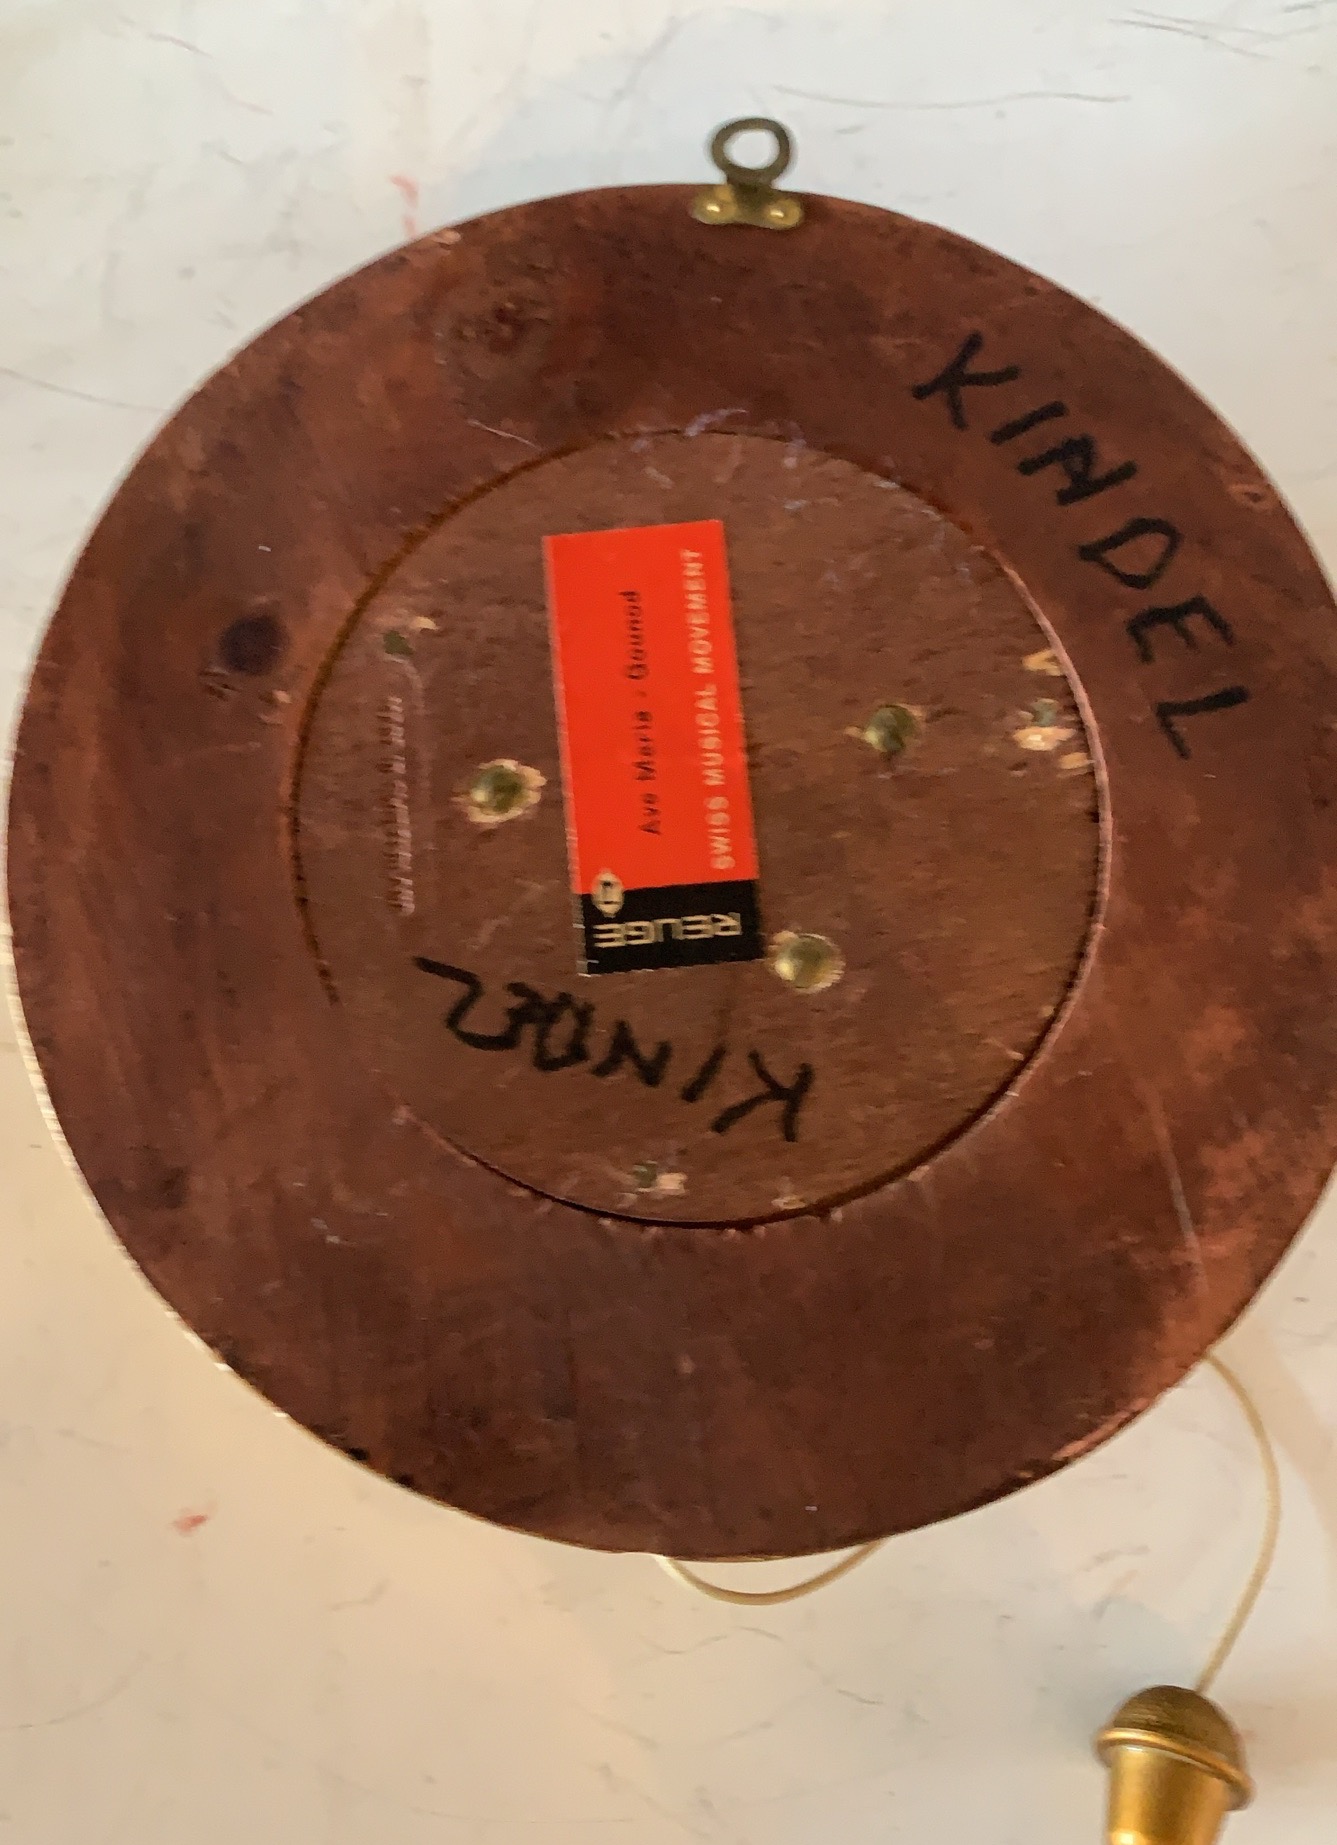 KINDEL
Ave Maria - Gounod
SWISS MUSICAL MOVEMENT
REUGE
KINDEL